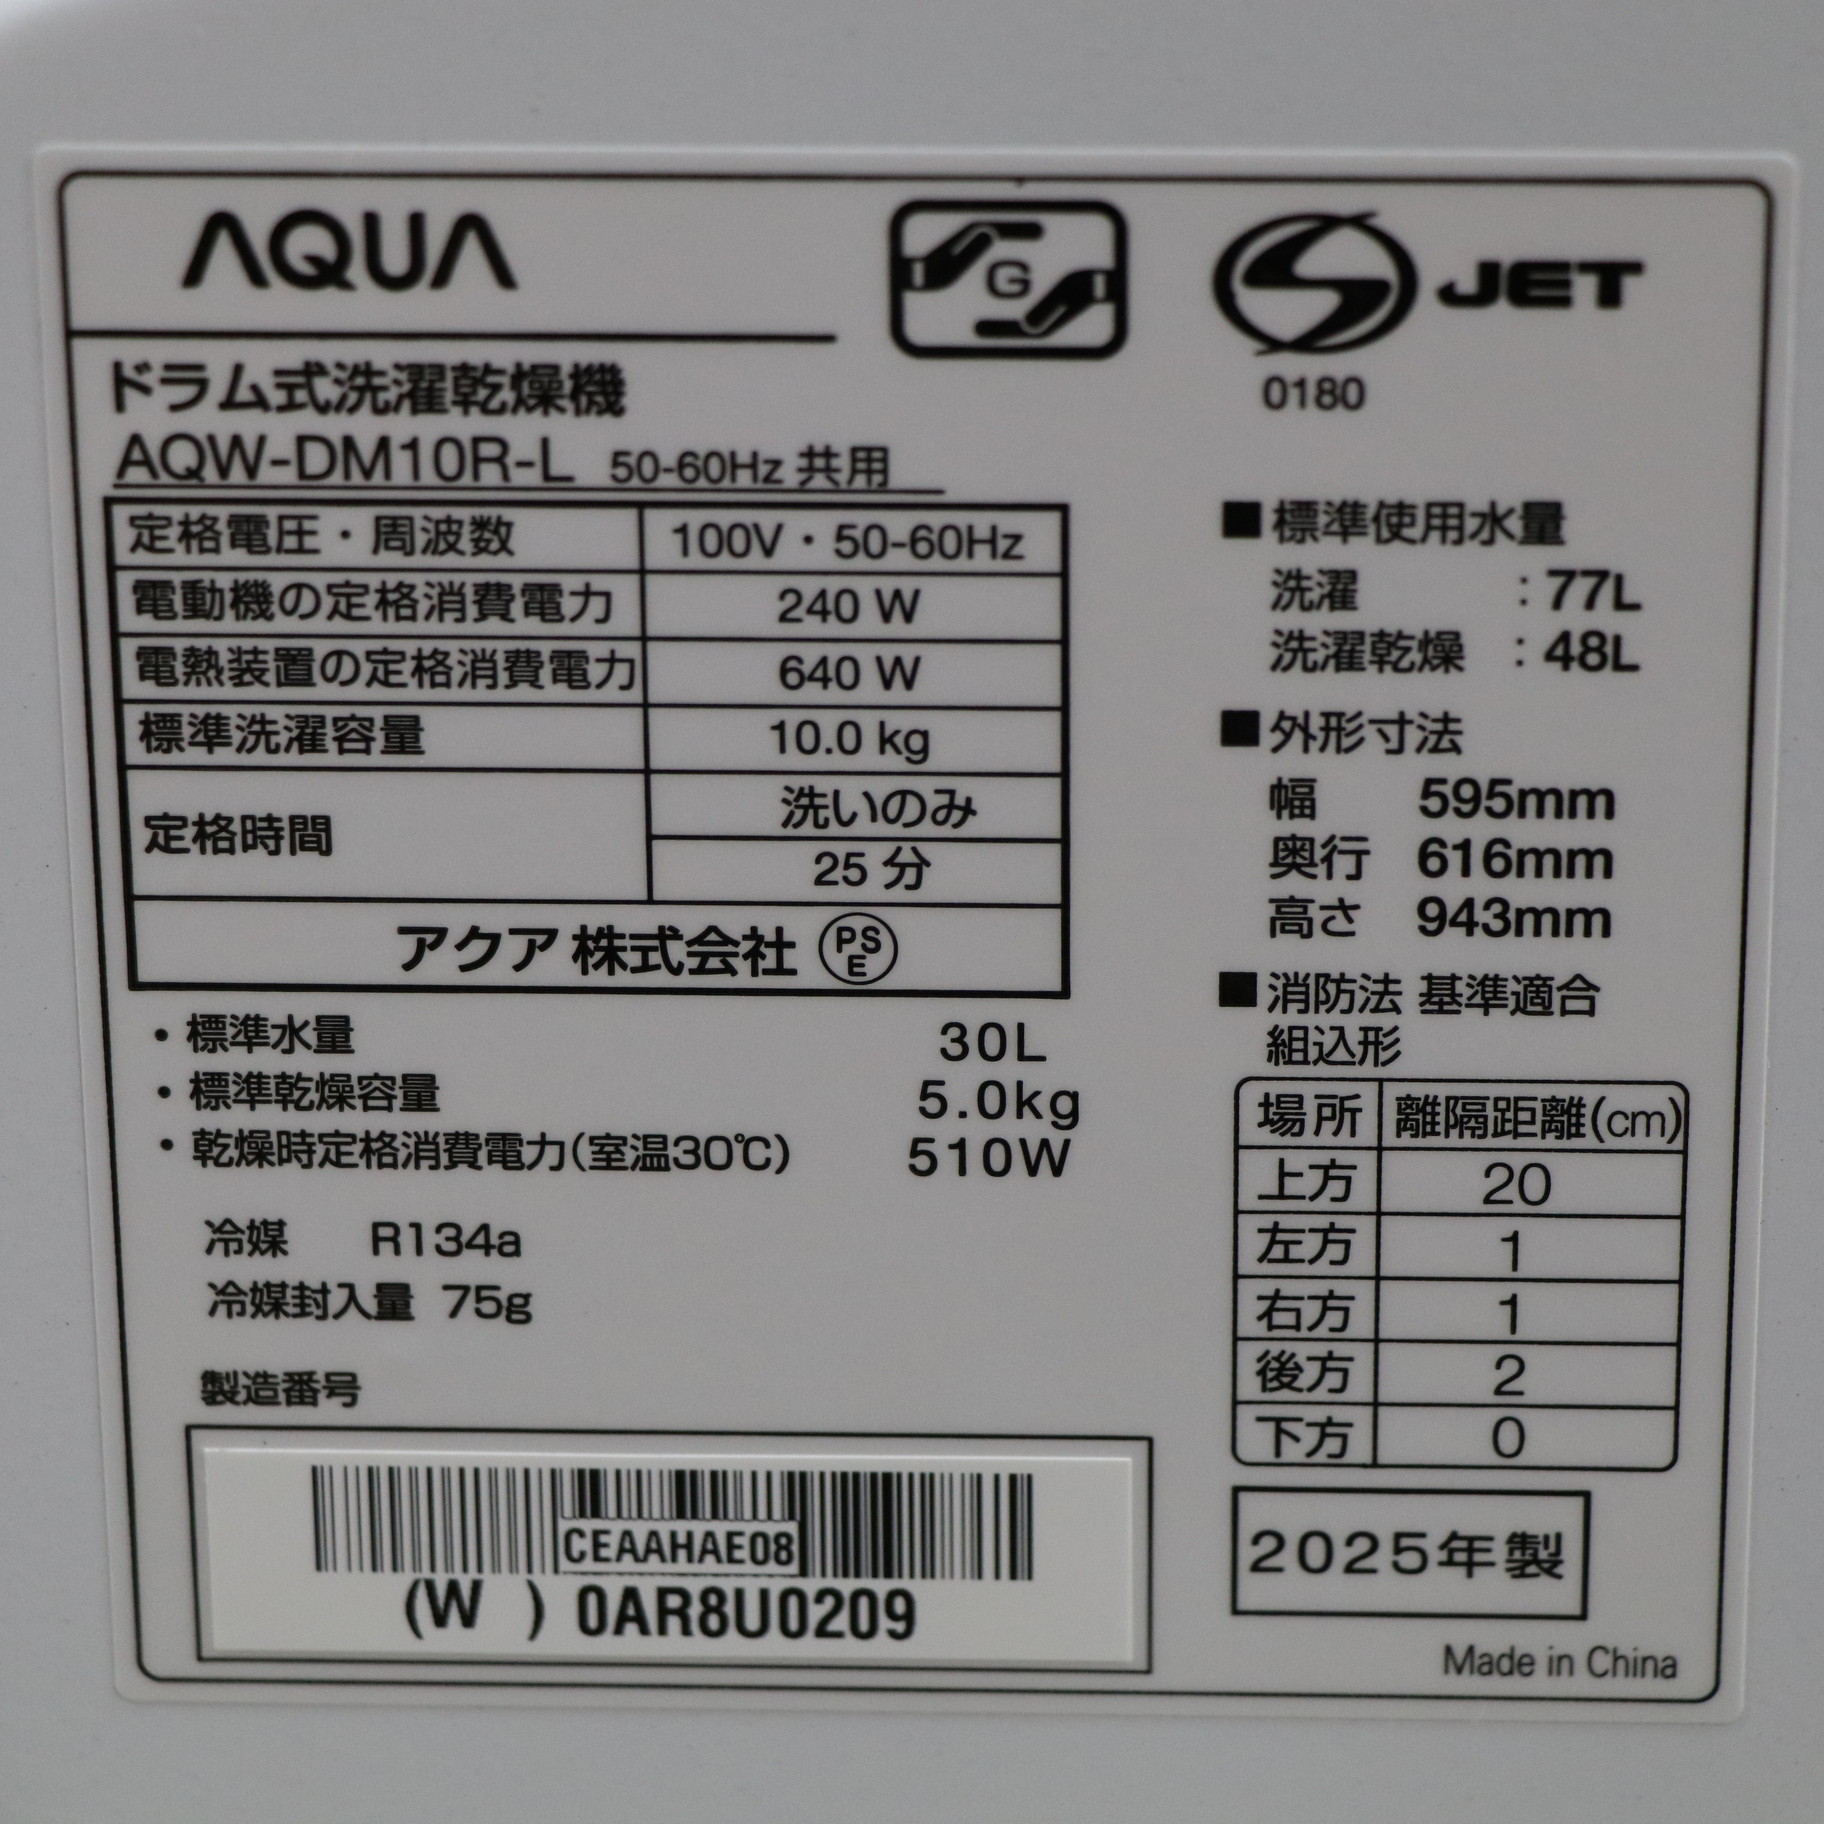 AQUA
G
S JET
0180
ドラム式洗濯乾燥機
AQW-DM10R-L 50-60Hz 共用
定格電圧・周波数 100V・50-60Hz
電動機の定格消費電力 240 W
電熱装置の定格消費電力 640 W
標準洗濯容量 10.0 kg
定格時間 洗いのみ
25 分
アクア 株式会社 PSE
・標準水量 30L
・標準乾燥容量 5.0kg
・乾燥時定格消費電力(室温30℃) 510W
冷媒 R134a
冷媒封入量 75g
製造番号
CEAAHAE08
(W ) 0AR8U0209
■標準使用水量
洗濯 : 77L
洗濯乾燥 : 48L
■外形寸法
幅 595mm
奥行 616mm
高さ 943mm
■消防法 基準適合
組込形
場所 離隔距離(cm)
上方 20
左方 1
右方 1
後方 2
下方 0
2025年製
Made in China